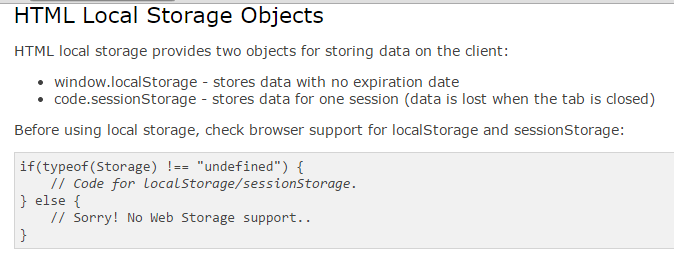 HTML Local Storage Objects
HTML local storage provides two objects for storing data on the client:
• window.localStorage - stores data with no expiration date
• code.sessionStorage - stores data for one session (data is lost when the tab is closed)
Before using local storage, check browser support for localStorage and sessionStorage:
if(typeof(Storage) !== "undefined") {
    // Code for localStorage/sessionStorage.
} else {
    // Sorry! No Web Storage support..
}